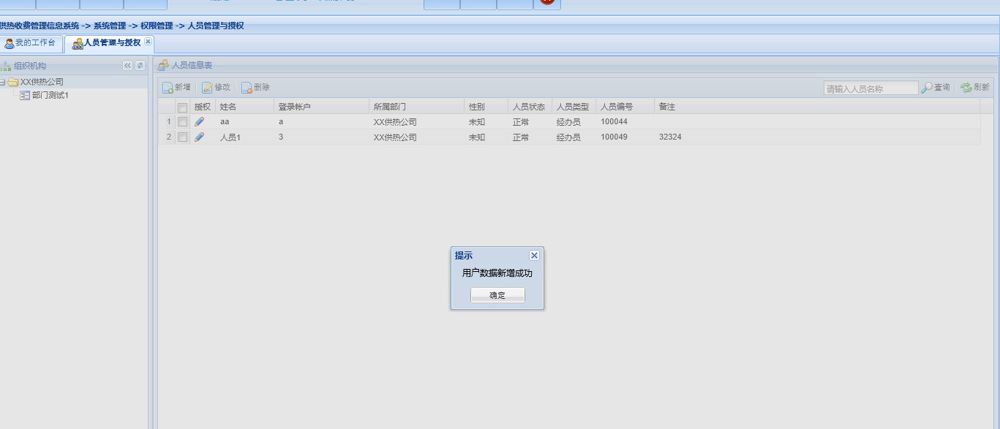 供热收费管理信息系统 -> 系统管理 -> 权限管理 -> 人员管理与授权
我的工作台 人员管理与授权
组织机构
XX供热公司
部门测试1
人员信息表
新增 修改 删除 请输入人员名称 查询 刷新
授权 姓名 登录帐户 所属部门 性别 人员状态 人员类型 人员编号 备注
1 aa a XX供热公司 未知 正常 经办员 100044
2 人员1 3 XX供热公司 未知 正常 经办员 100049 32324
提示
用户数据新增成功
确定